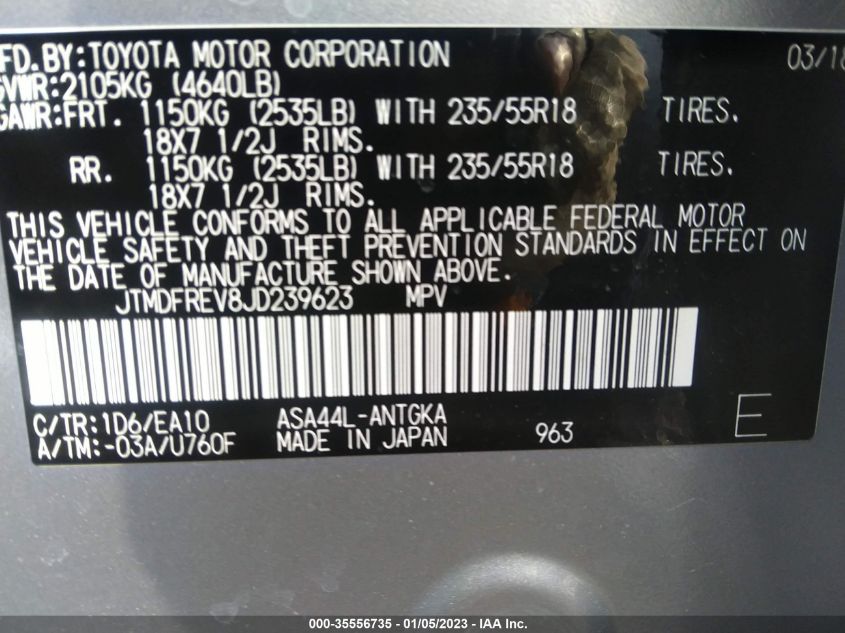 FD. BY: TOYOTA MOTOR CORPORATION 03/18
GVWR: 2105KG (4640LB)
GAWR: FRT. 1150KG (2535LB) WITH 235/55R18 TIRES.
18X7 1/2J RIMS.
RR. 1150KG (2535LB) WITH 235/55R18 TIRES.
18X7 1/2J RIMS.
THIS VEHICLE CONFORMS TO ALL APPLICABLE FEDERAL MOTOR
VEHICLE SAFETY AND THEFT PREVENTION STANDARDS IN EFFECT ON
THE DATE OF MANUFACTURE SHOWN ABOVE.
JTMDFREV8JD239623 MPV
C/TR: 1D6/EA10 ASA44L-ANTGKA
A/TM: -03A/U760F MADE IN JAPAN 963 E
000-35556735 - 01/05/2023 - IAA Inc.